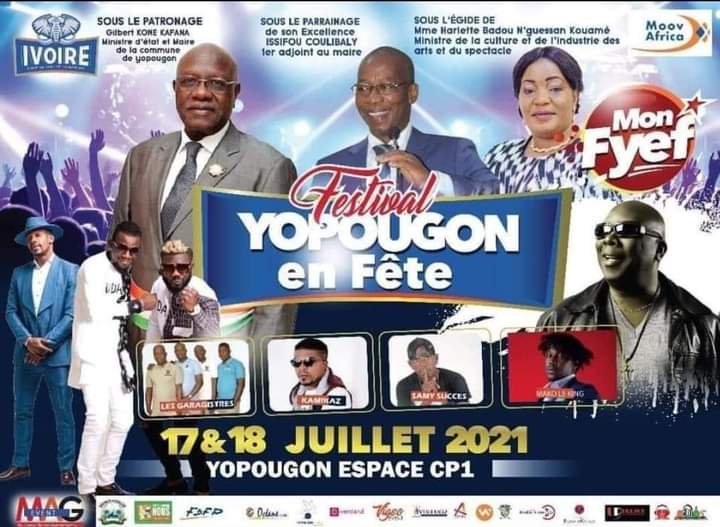 IVOIRE
SOUS LE PATRONAGE
Gilbert KONE KAFANA
Ministre d'état et Maire
de la commune
de yopougon
SOUS LE PARRAINAGE
de son Excellence
ISSIFOU COULIBALY
1er adjoint au maire
SOUS L'ÉGIDE DE
Mme Harlette Badou N'guessan Kouamé
Ministre de la culture et de l'industrie des
arts et du spectacle
Moov
Africa
Mon
Fyef
Festival
YOPOUGON
en Fête
LES GARAGISTRES
KAMIKAZ
SAMY SUCCES
MAKO LE KING
17&18 JUILLET 2021
YOPOUGON ESPACE CP1
MAG